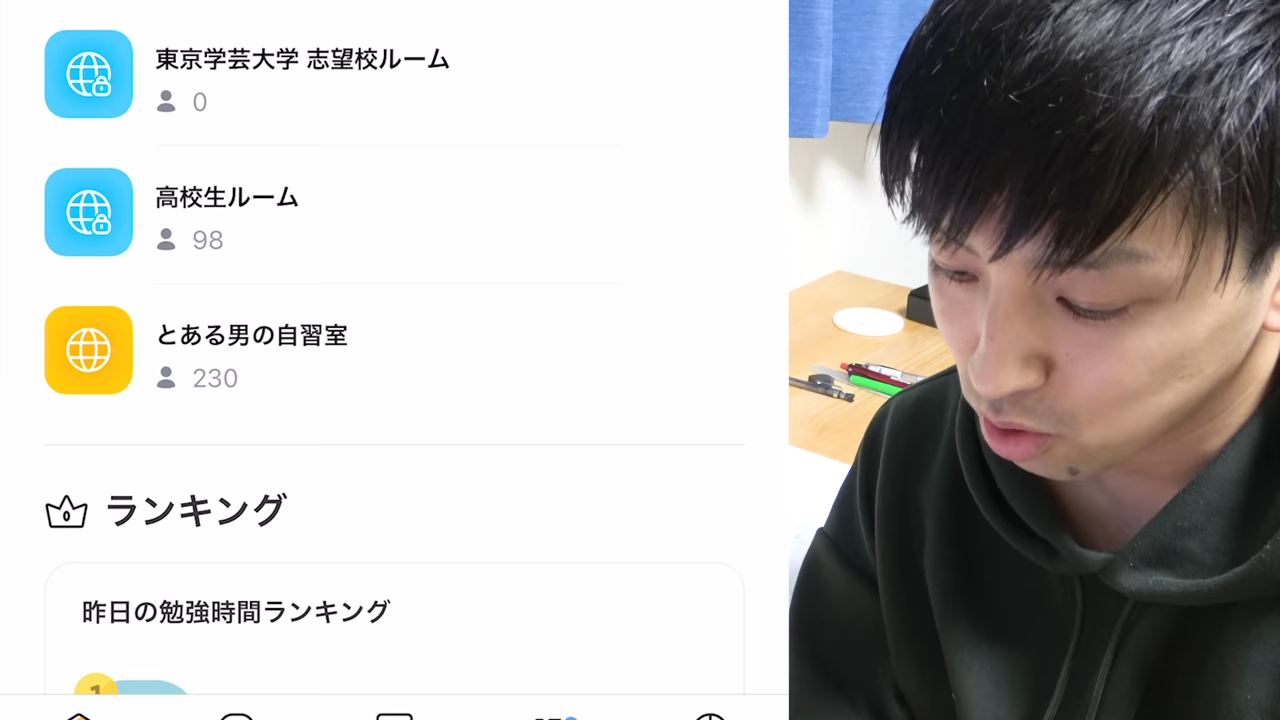 東京学芸大学 志望校ルーム
0
高校生ルーム
98
とある男の自習室
230
ランキング
昨日の勉強時間ランキング
1